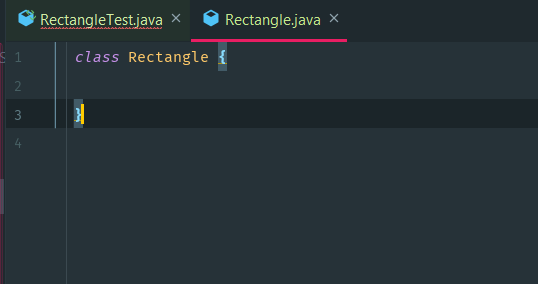 RectangleTest.java × Rectangle.java ×
1 class Rectangle {
2
3 }
4